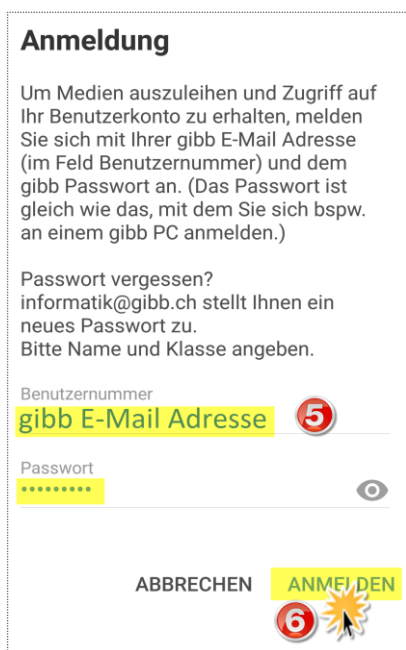 Anmeldung
Um Medien auszuleihen und Zugriff auf
Ihr Benutzerkonto zu erhalten, melden
Sie sich mit Ihrer gibb E-Mail Adresse
(im Feld Benutzernummer) und dem
gibb Passwort an. (Das Passwort ist
gleich wie das, mit dem Sie sich bspw.
an einem gibb PC anmelden.)
Passwort vergessen?
informatik@gibb.ch stellt Ihnen ein
neues Passwort zu.
Bitte Name und Klasse angeben.
Benutzernummer
gibb E-Mail Adresse 5
Passwort
•••••••••
ABBRECHEN ANMELDEN
6